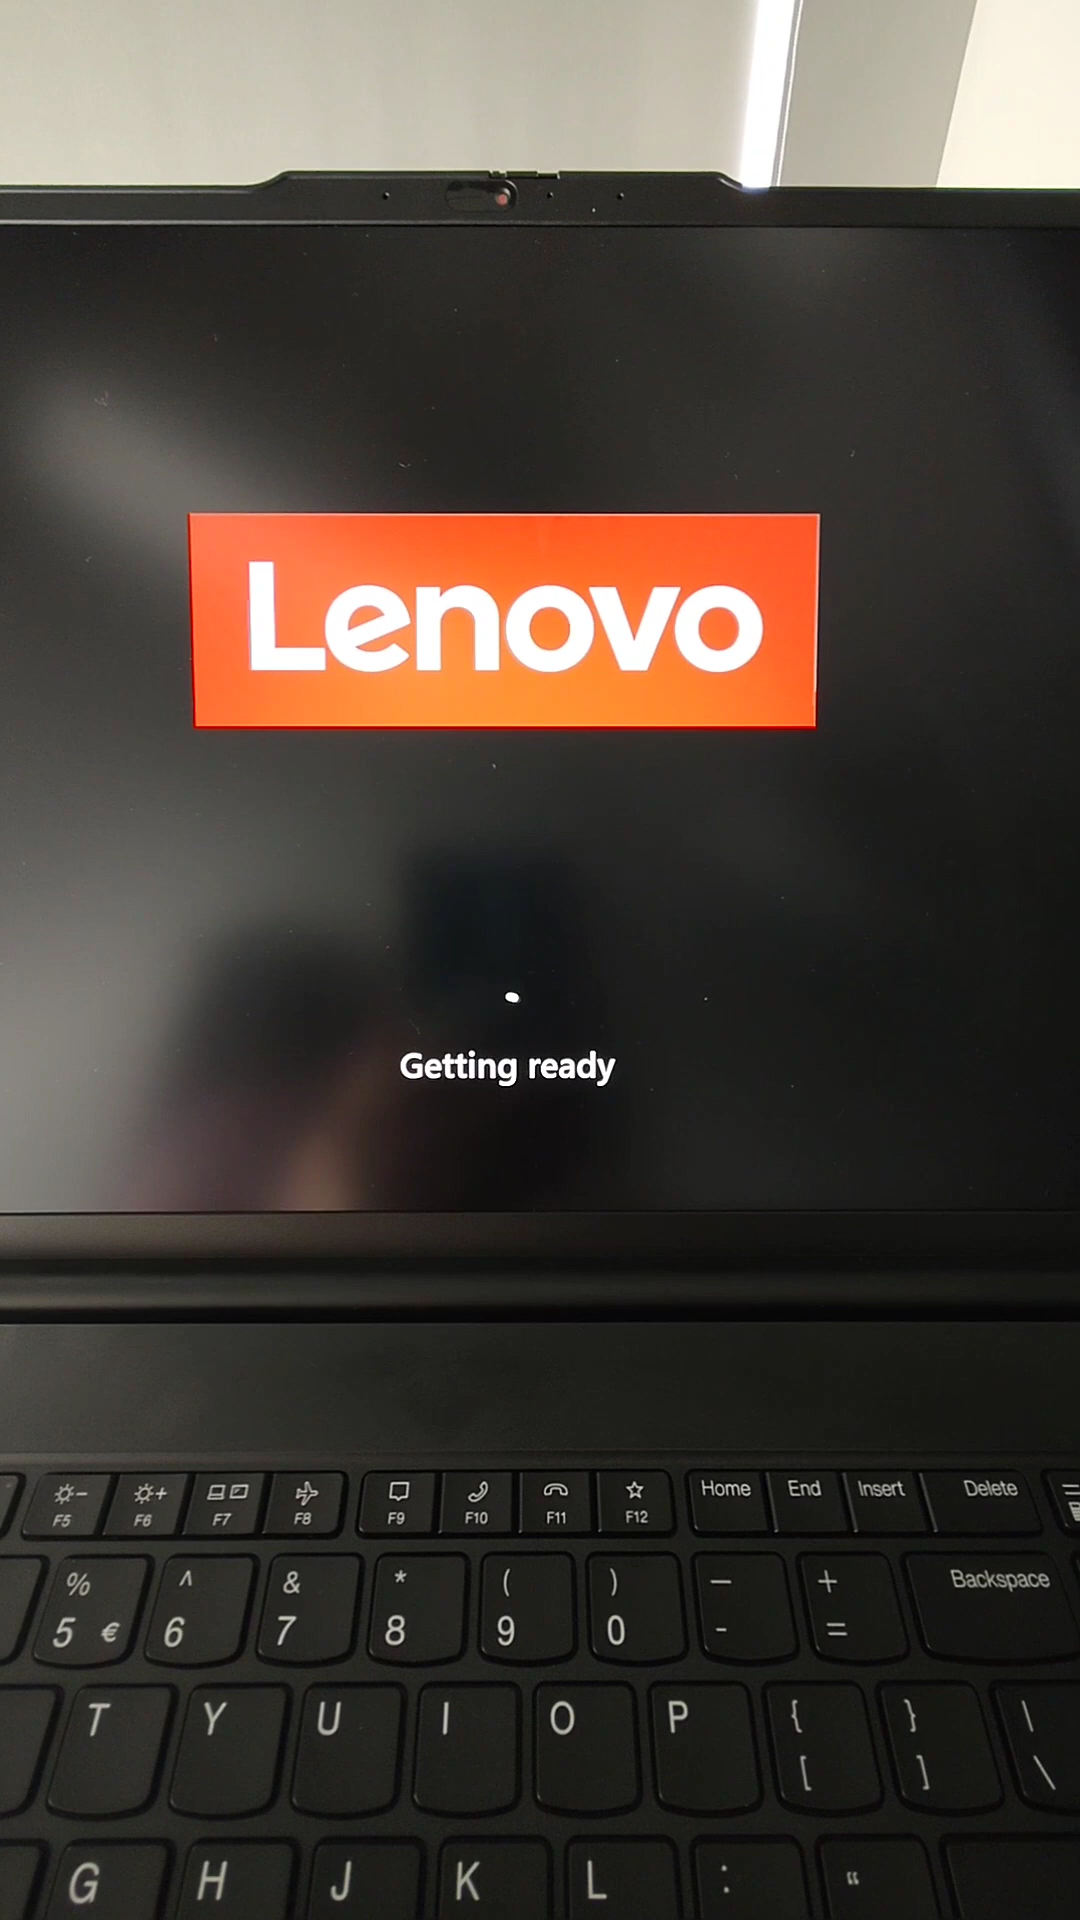 Lenovo
Getting ready
F5 F6 F7 F8 F9 F10 F11 F12 Home End Insert Delete
% ^ & * ( ) — + Backspace
5 € 6 7 8 9 0 - =
T Y U I O P { } |
[ ] \
G H J K L : “